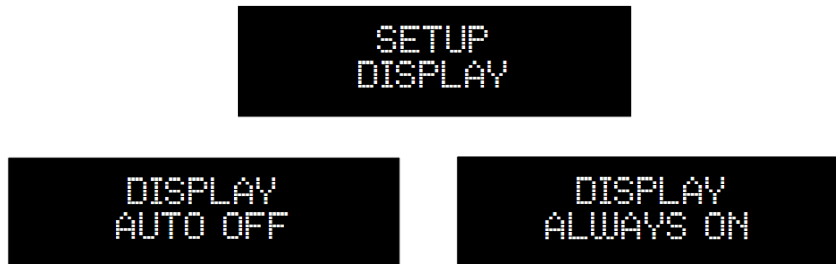 SETUP
DISPLAY
DISPLAY
AUTO OFF
DISPLAY
ALWAYS ON